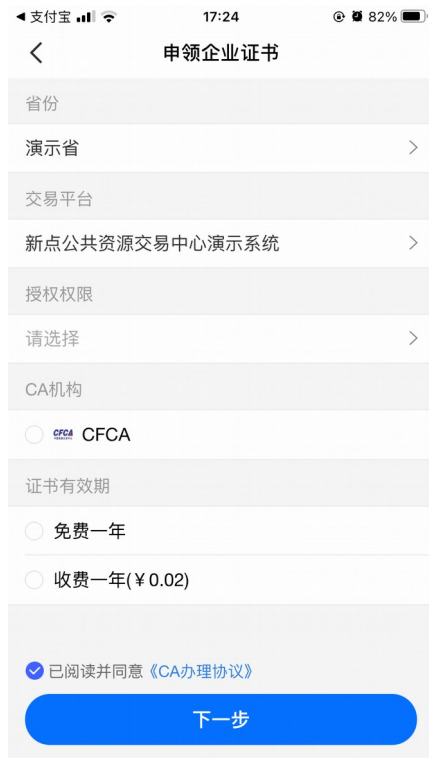 支付宝
17:24
82%
申领企业证书
省份
演示省
交易平台
新点公共资源交易中心演示系统
授权权限
请选择
CA机构
CFCA CFCA
证书有效期
免费一年
收费一年(¥0.02)
已阅读并同意《CA办理协议》
下一步